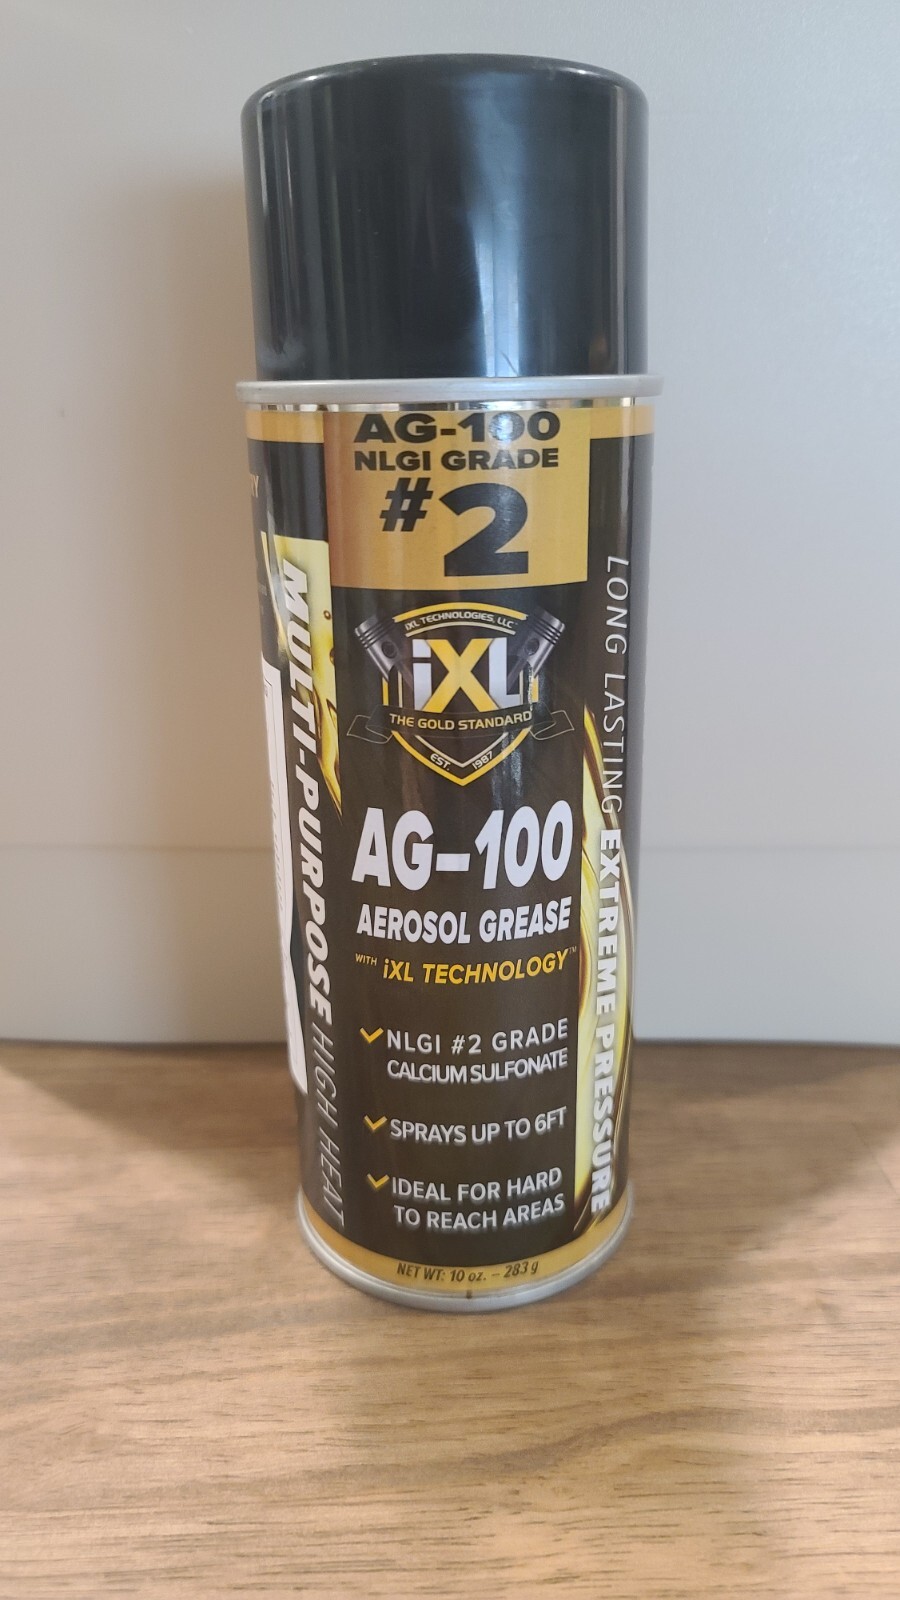 AG-100
NLGI GRADE
#2
iXL TECHNOLOGIES, LLC
iXL
THE GOLD STANDARD
EST. 1987
AG-100
AEROSOL GREASE
WITH iXL TECHNOLOGY™
NLGI #2 GRADE
CALCIUM SULFONATE
SPRAYS UP TO 6FT
IDEAL FOR HARD
TO REACH AREAS
NET WT: 10 oz. – 283 g
MULTI-PURPOSE HIGH HEAT
LONG LASTING EXTREME PRESSURE